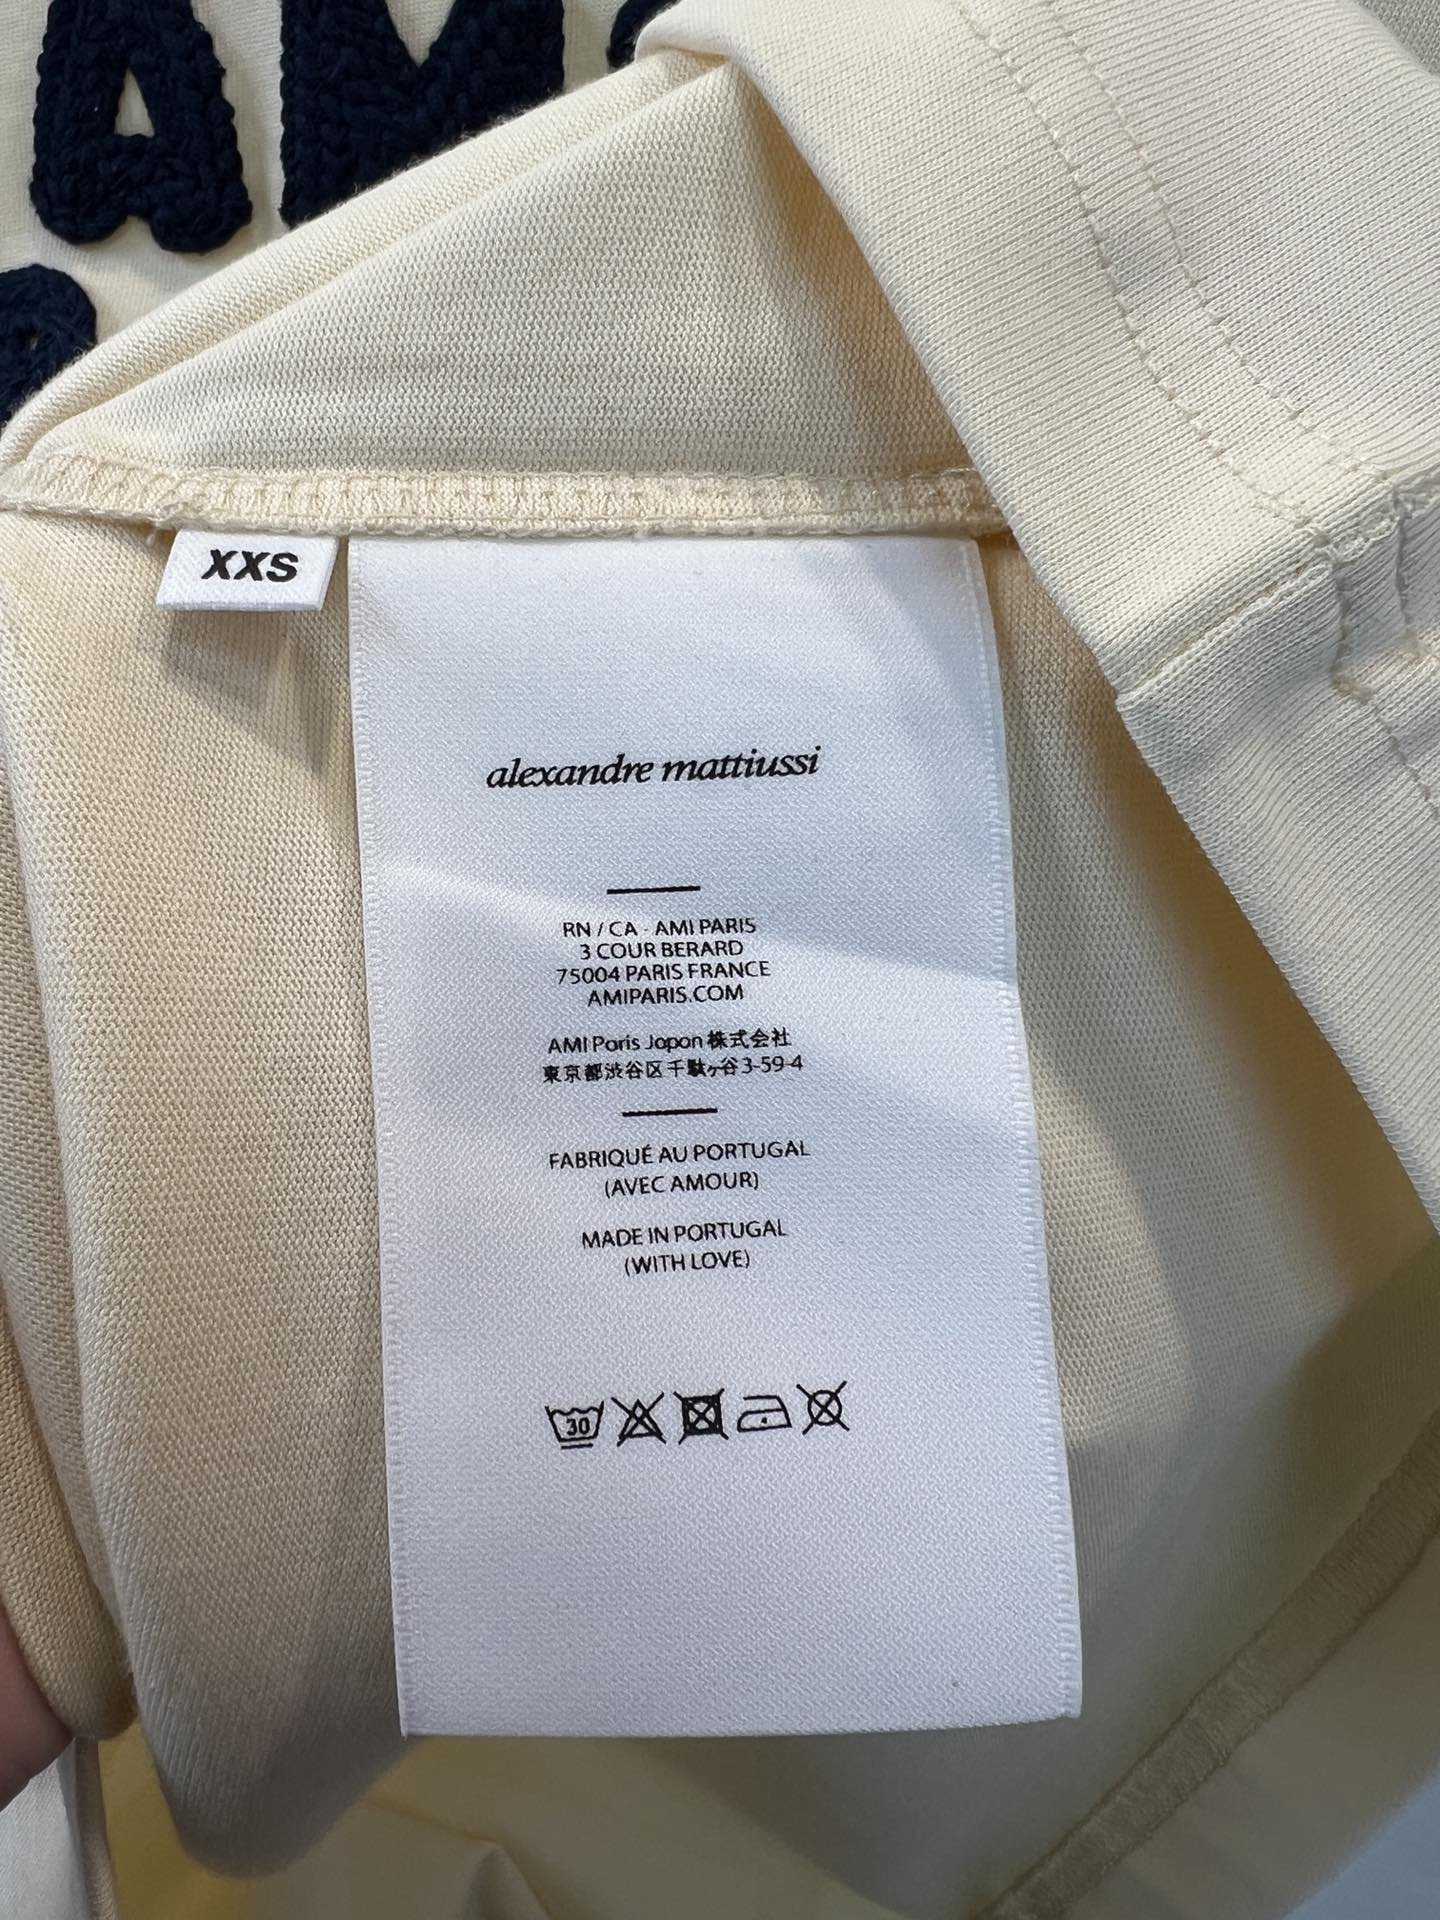 AM
XXS
alexandre mattiussi
RN / CA - AMI PARIS
3 COUR BERARD
75004 PARIS FRANCE
AMIPARIS.COM
AMI Paris Japan 株式会社
東京都渋谷区千駄ヶ谷3-59-4
FABRIQUÉ AU PORTUGAL
(AVEC AMOUR)
MADE IN PORTUGAL
(WITH LOVE)
30